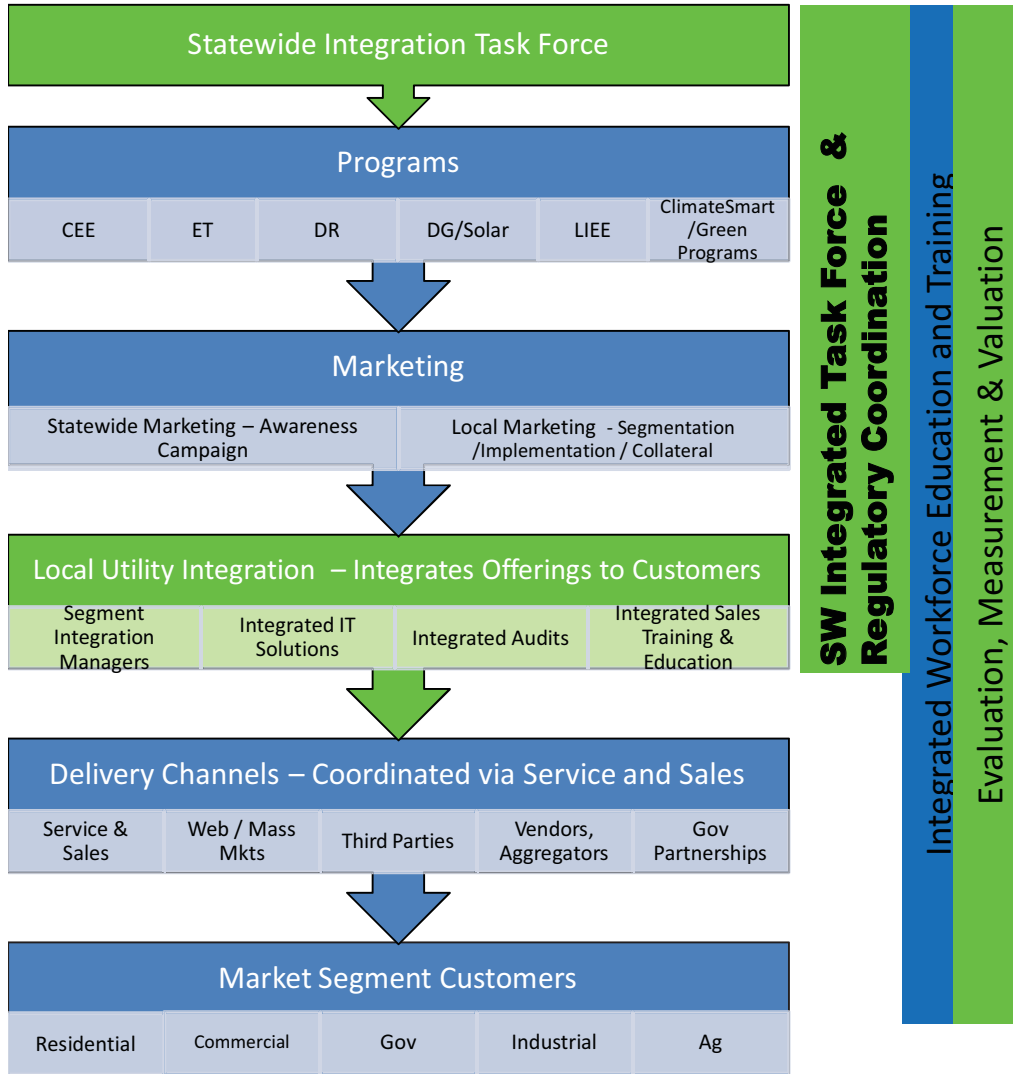 Statewide Integration Task Force
Programs
CEE
ET
DR
DG/Solar
LIEE
ClimateSmart
/Green
Programs
Marketing
Statewide Marketing – Awareness
Campaign
Local Marketing - Segmentation
/Implementation / Collateral
Local Utility Integration – Integrates Offerings to Customers
Segment
Integration
Managers
Integrated IT
Solutions
Integrated Audits
Integrated Sales
Training &
Education
Delivery Channels – Coordinated via Service and Sales
Service &
Sales
Web / Mass
Mkts
Third Parties
Vendors,
Aggregators
Gov
Partnerships
Market Segment Customers
Residential
Commercial
Gov
Industrial
Ag
SW Integrated Task Force &
Regulatory Coordination
Integrated Workforce Education and Training
Evaluation, Measurement & Valuation